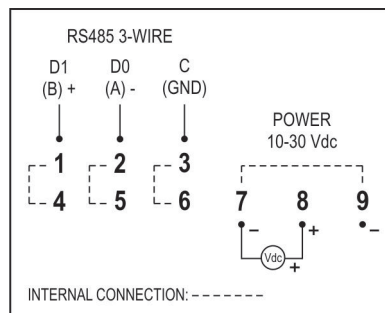 RS485 3-WIRE
D1 D0 C
(B) + (A) - (GND)
POWER
10-30 Vdc
1 2 3
4 5 6
7 8 9
− + −
Vdc +
INTERNAL CONNECTION: